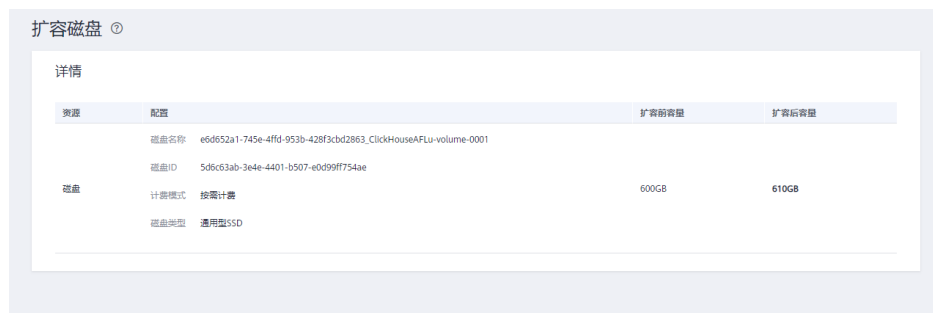 扩容磁盘 ?
详情
资源 配置 扩容前容量 扩容后容量
磁盘名称 e6d652a1-745e-4ffd-953b-428f3cbd2863_ClickHouseAFLu-volume-0001
磁盘ID 5d6c63ab-3e4e-4401-b507-e0d99ff754ae
磁盘 600GB 610GB
计费模式 按需计费
磁盘类型 通用型SSD